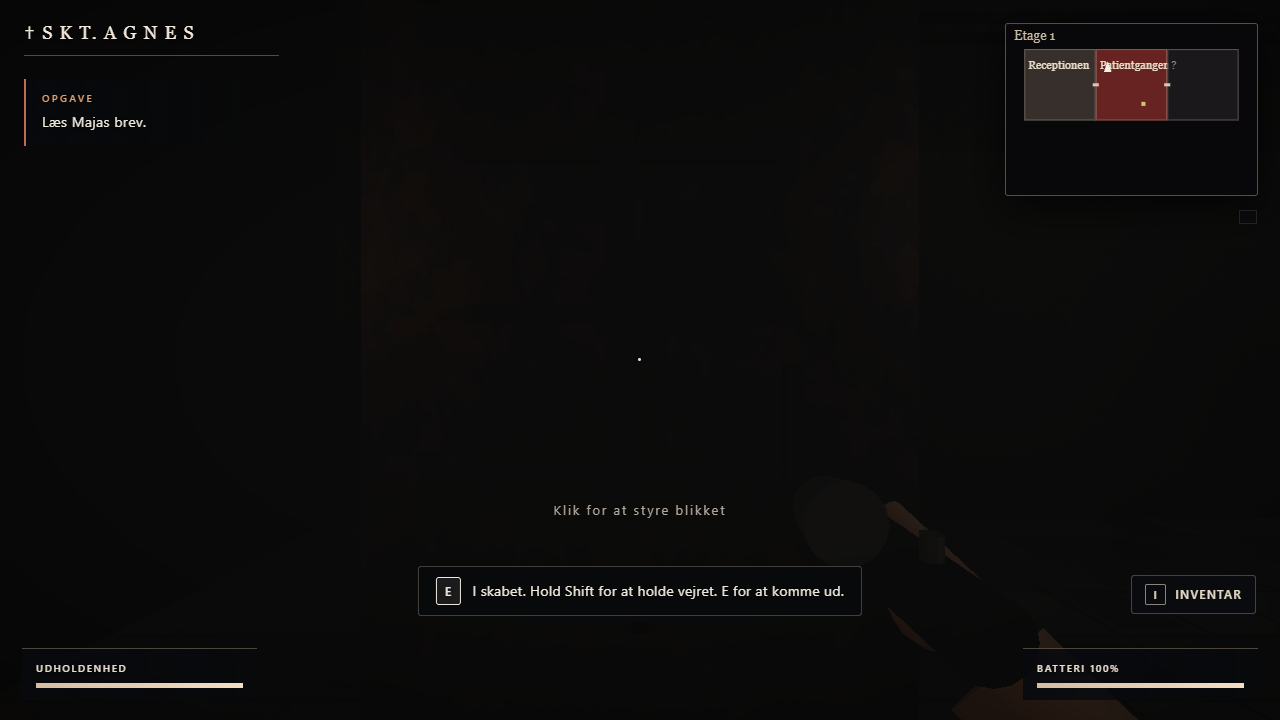 † SKT. AGNES
OPGAVE
Læs Majas brev.
Etage 1
Receptionen
Patientgangen
?
Klik for at styre blikket
E I skabet. Hold Shift for at holde vejret. E for at komme ud.
I INVENTAR
UDHOLDENHED
BATTERI 100%